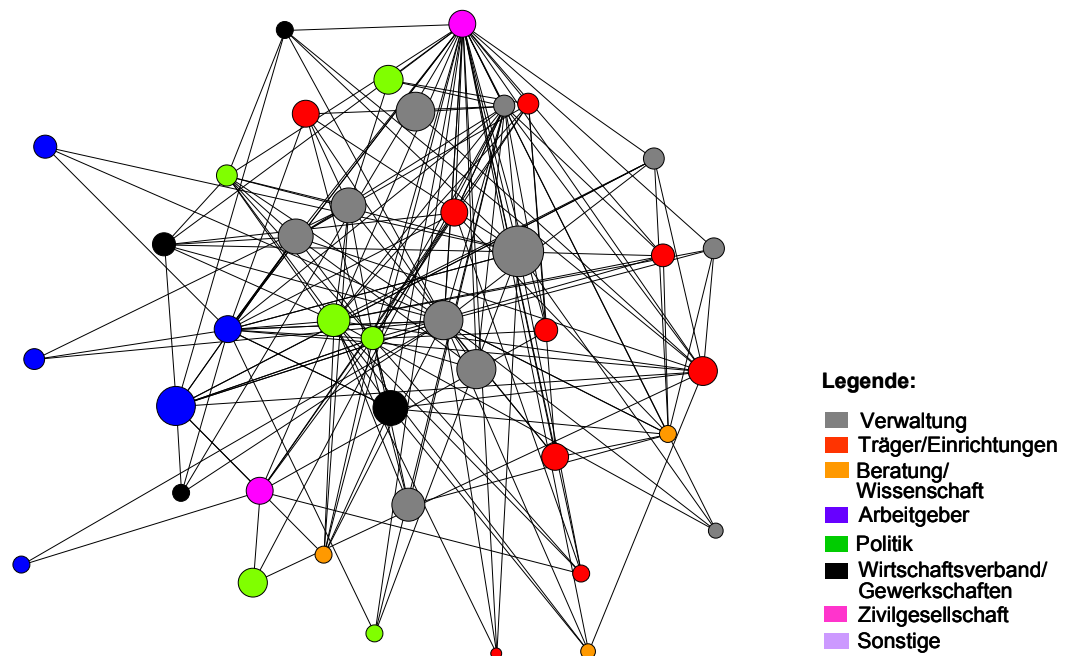 Legende:
Verwaltung
Träger/Einrichtungen
Beratung/
Wissenschaft
Arbeitgeber
Politik
Wirtschaftsverband/
Gewerkschaften
Zivilgesellschaft
Sonstige